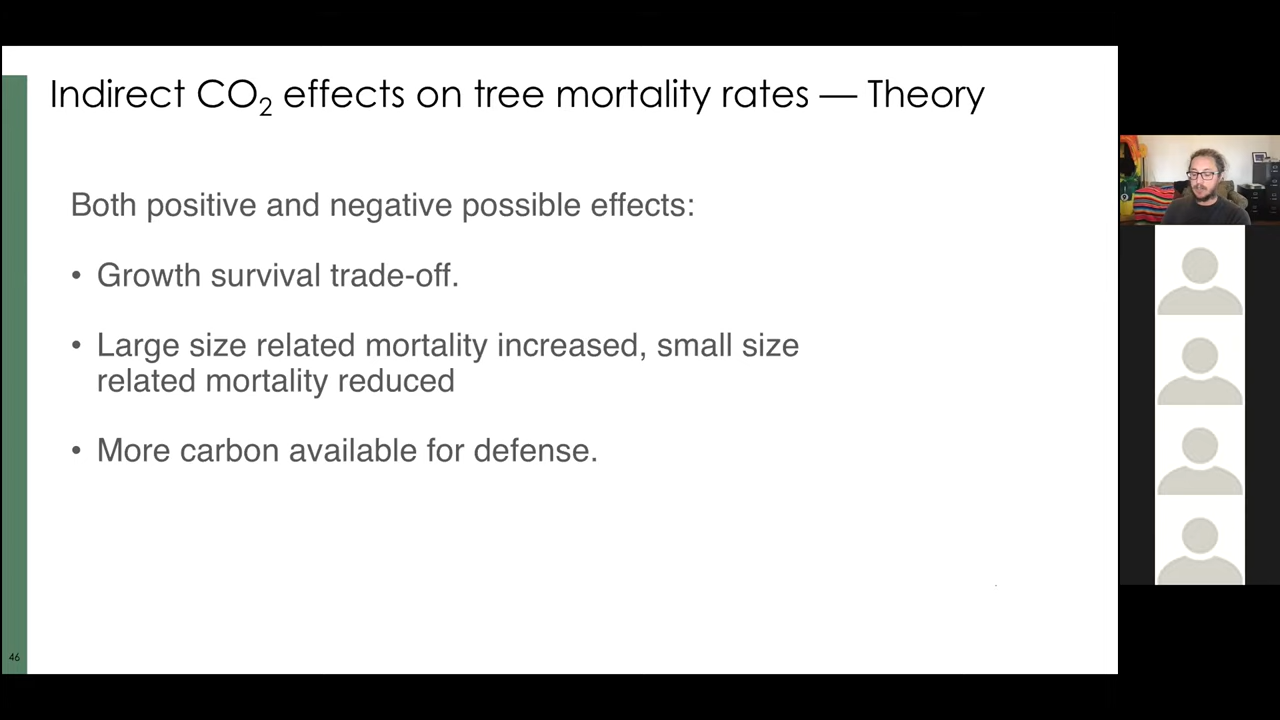 Indirect CO₂ effects on tree mortality rates — Theory
Both positive and negative possible effects:
• Growth survival trade-off.
• Large size related mortality increased, small size
related mortality reduced
• More carbon available for defense.
46